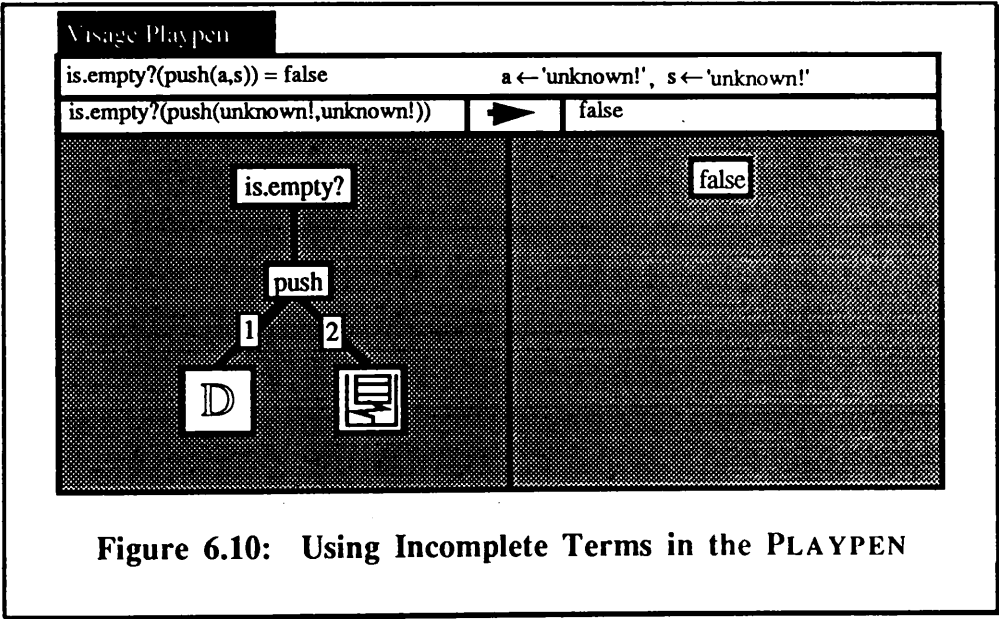 Visage Playpen
is.empty?(push(a,s)) = false a ← 'unknown!', s ← 'unknown!'
is.empty?(push(unknown!,unknown!)) false
is.empty?
false
push
1 2
D
Figure 6.10: Using Incomplete Terms in the PLAYPEN